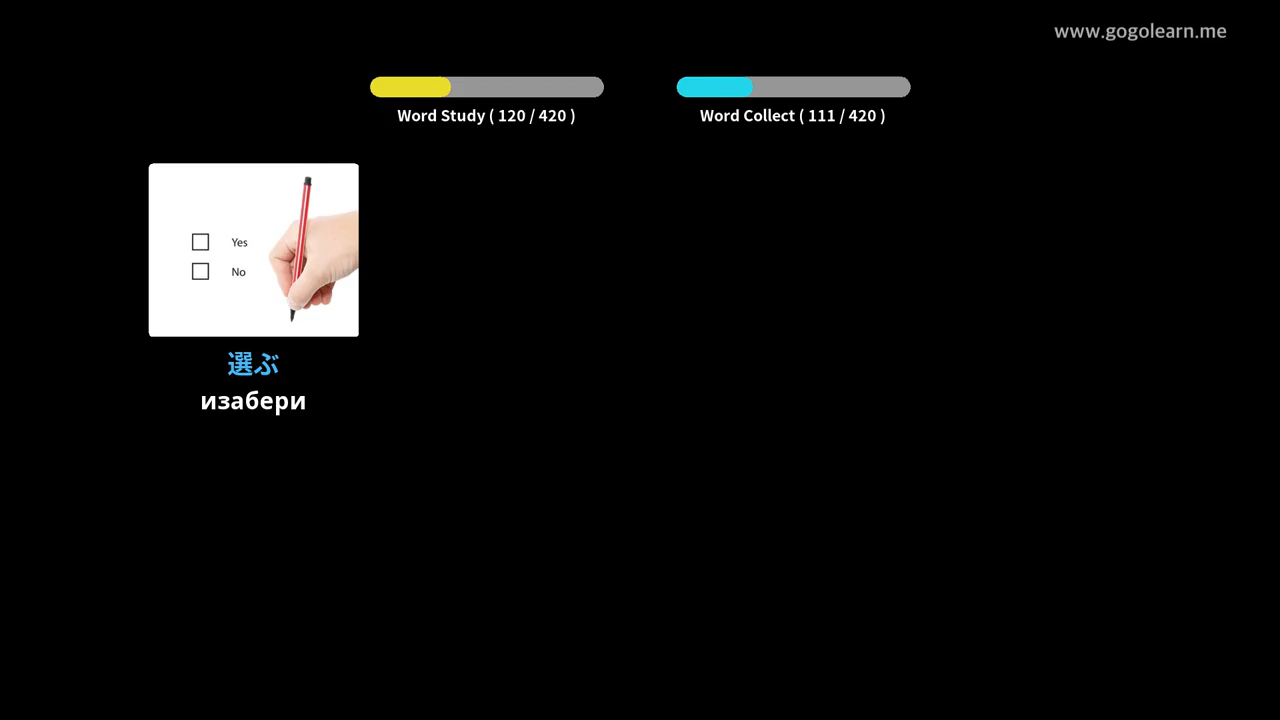 www.gogolearn.me
Word Study ( 120 / 420 )
Word Collect ( 111 / 420 )
Yes
No
選ぶ
изабери